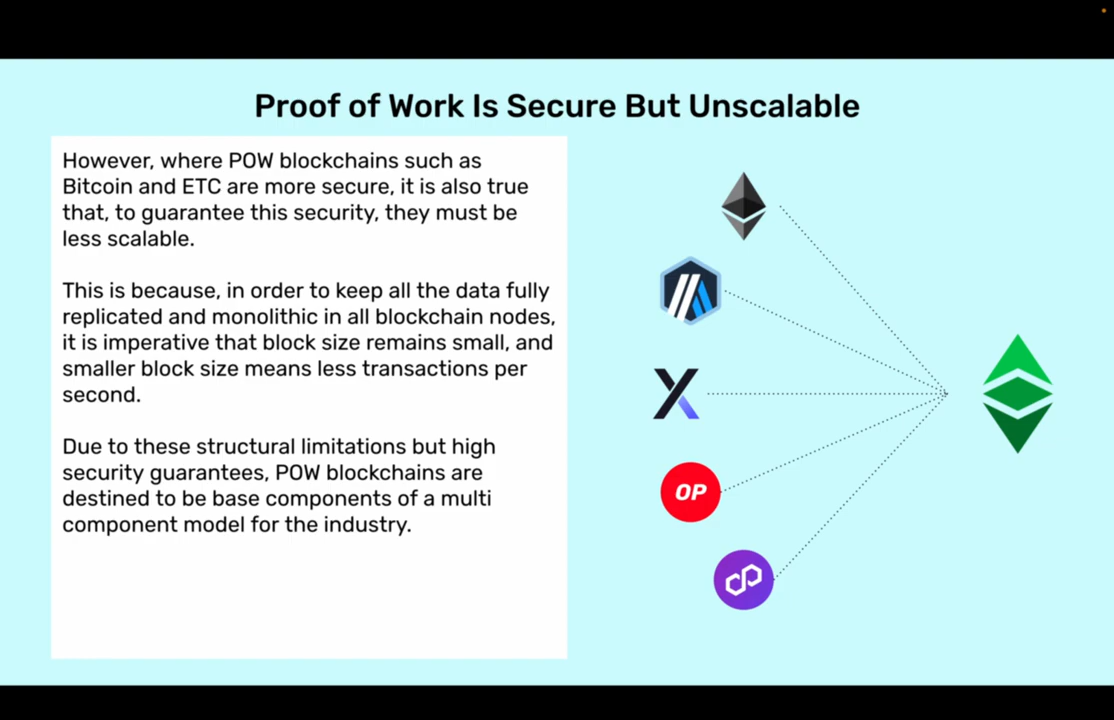 Proof of Work Is Secure But Unscalable
However, where POW blockchains such as
Bitcoin and ETC are more secure, it is also true
that, to guarantee this security, they must be
less scalable.
This is because, in order to keep all the data fully
replicated and monolithic in all blockchain nodes,
it is imperative that block size remains small, and
smaller block size means less transactions per
second.
Due to these structural limitations but high
security guarantees, POW blockchains are
destined to be base components of a multi
component model for the industry.
OP